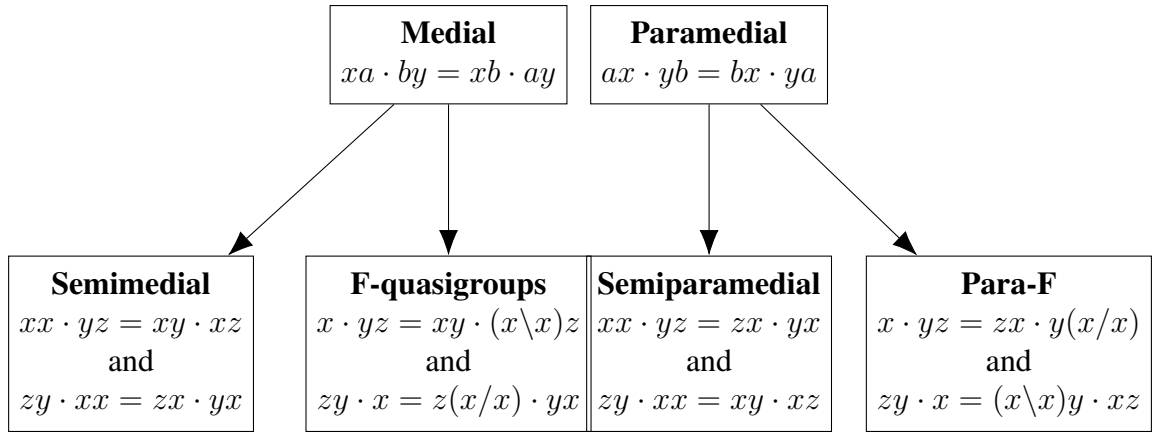 Medial
xa · by = xb · ay
Paramedial
ax · yb = bx · ya
Semimedial
xx · yz = xy · xz
and
zy · xx = zx · yx
F-quasigroups
x · yz = xy · (x\x)z
and
zy · x = z(x/x) · yx
Semiparamedial
xx · yz = zx · yx
and
zy · xx = xy · xz
Para-F
x · yz = zx · y(x/x)
and
zy · x = (x\x)y · xz